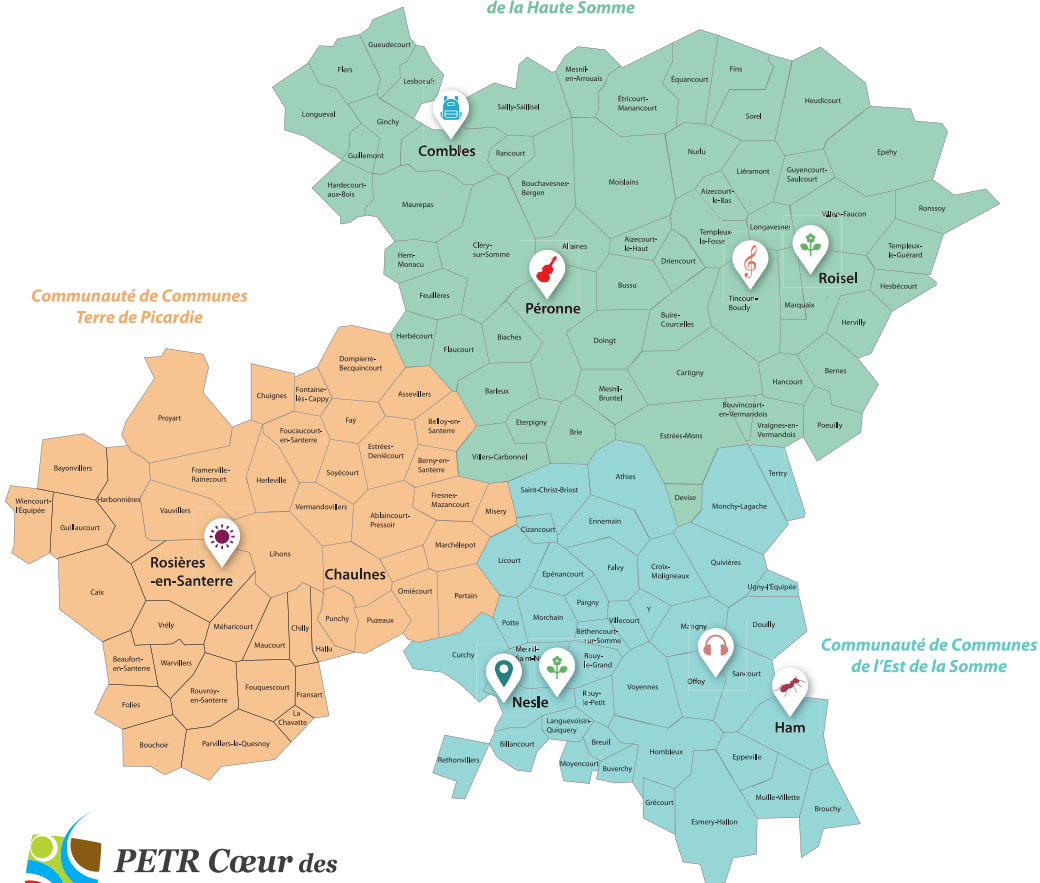 de la Haute Somme
Gueudecourt
Flers
Lesboeufs
Mesnil-
en-Arrouais
Équancourt
Fins
Longueval
Ginchy
Sailly-Saillisel
Étricourt-
Manancourt
Sorel
Heudicourt
Guillemont
Combles
Rancourt
Nurlu
Epehy
Hardecourt-
aux-Bois
Maurepas
Bouchavesnes-
Bergen
Moislains
Liéramont
Guyencourt-
Saulcourt
Aizecourt-
le-Bas
Ronssoy
Villers-Faucon
Longavesnes
Templeux-
la-Fosse
Hem-
Monacu
Cléry-
sur-Somme
Allaines
Aizecourt-
le-Haut
Driencourt
Templeux-
le-Guérard
Roisel
Hesbécourt
Feuillères
Bussu
Tincourt-
Boucly
Marquaix
Péronne
Buire-
Courcelles
Hervilly
Communauté de Communes
Terre de Picardie
Herbécourt
Flaucourt
Biaches
Doingt
Cartigny
Bernes
Hancourt
Dompierre-
Becquincourt
Assevillers
Barleux
Mesnil-
Bruntel
Bouvincourt-
en-Vermandois
Vraignes-en-
Vermandois
Poeuilly
Chuignes
Fontaine-
lès-Cappy
Proyart
Faÿ
Foucaucourt-
en-Santerre
Belloy-en-
Santerre
Eterpigny
Brie
Estrées-Mons
Estrées-
Deniécourt
Berny-en-
Santerre
Villers-Carbonnel
Bayonvillers
Framerville-
Rainecourt
Herleville
Soyécourt
Athies
Tertry
Wiencourt-
l'Équipée
Harbonnières
Vauvillers
Vermandovillers
Fresnes-
Mazancourt
Misery
Saint-Christ-Briost
Devise
Monchy-Lagache
Guillaucourt
Ablaincourt-
Pressoir
Cizancourt
Ennemain
Rosières
-en-Santerre
Lihons
Chaulnes
Marchélepot
Licourt
Epénancourt
Falvy
Croix-
Moligneaux
Quivières
Ugny-l'Équipée
Caix
Omiécourt
Pertain
Pargny
Y
Vrély
Méharicourt
Maucourt
Chilly
Punchy
Puzeaux
Hallu
Potte
Morchain
Villecourt
Béthencourt-
sur-Somme
Matigny
Douilly
Communauté de Communes
de l'Est de la Somme
Beaufort-
en-Santerre
Warvillers
Curchy
Mesnil-
Saint-N
Rouy-
le-Grand
Voyennes
Offoy
Sancourt
Folies
Rouvroy-
en-Santerre
Fouquescourt
Fransart
La
Chavatte
Nesle
Rouy-
le-Petit
Ham
Bouchoir
Parvillers-le-Quesnoy
Languevoisin-
Quiquery
Billancourt
Breuil
Hombleux
Eppeville
Rethonvillers
Moyencourt
Buverchy
Grécourt
Muille-Villette
Brouchy
Esmery-Hallon
PETR Cœur des